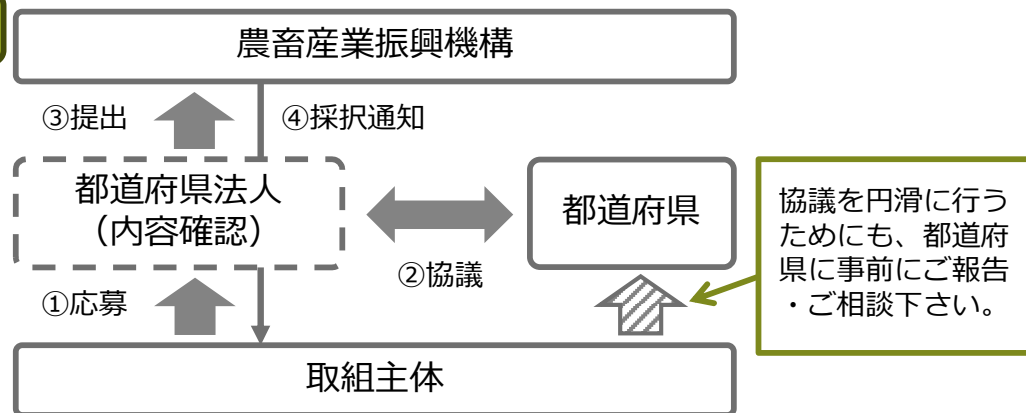 農畜産業振興機構
③提出
④採択通知
都道府県法人
（内容確認）
都道府県
協議を円滑に行う
ためにも、都道府
県に事前にご報告
・ご相談下さい。
②協議
①応募
取組主体